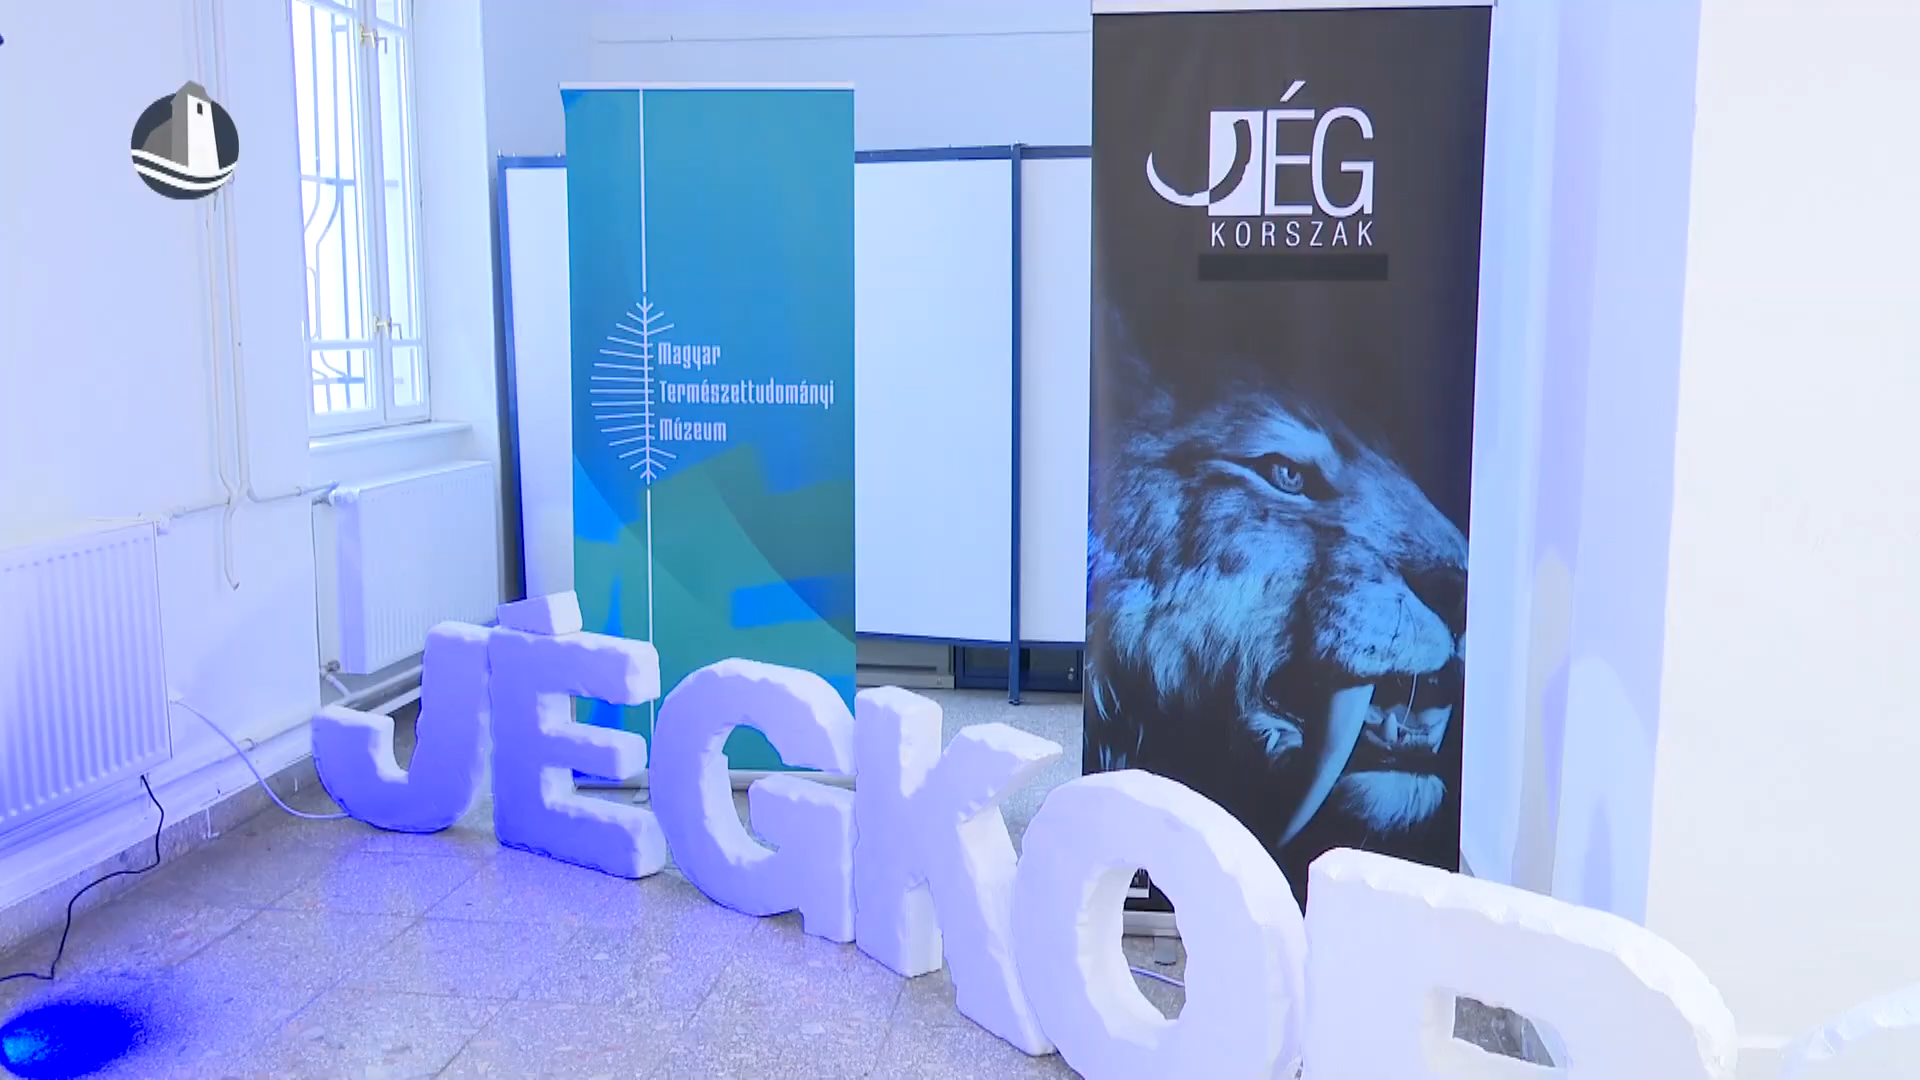 JÉG
KORSZAK
Magyar
Természettudományi
Múzeum
JÉGKOR